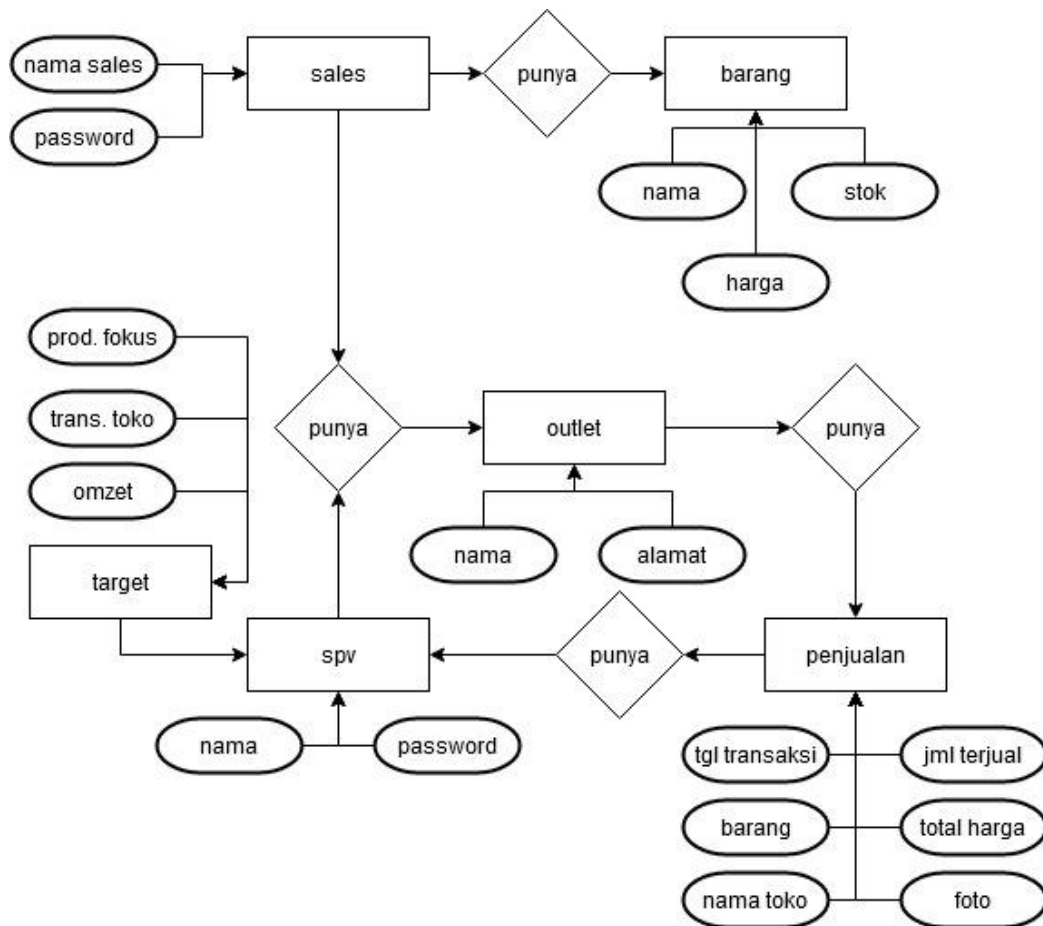 nama sales
sales
punya
barang
password
nama
stok
harga
prod. fokus
trans. toko
punya
outlet
punya
omzet
nama
alamat
target
spv
punya
penjualan
nama
password
tgl transaksi
jml terjual
barang
total harga
nama toko
foto